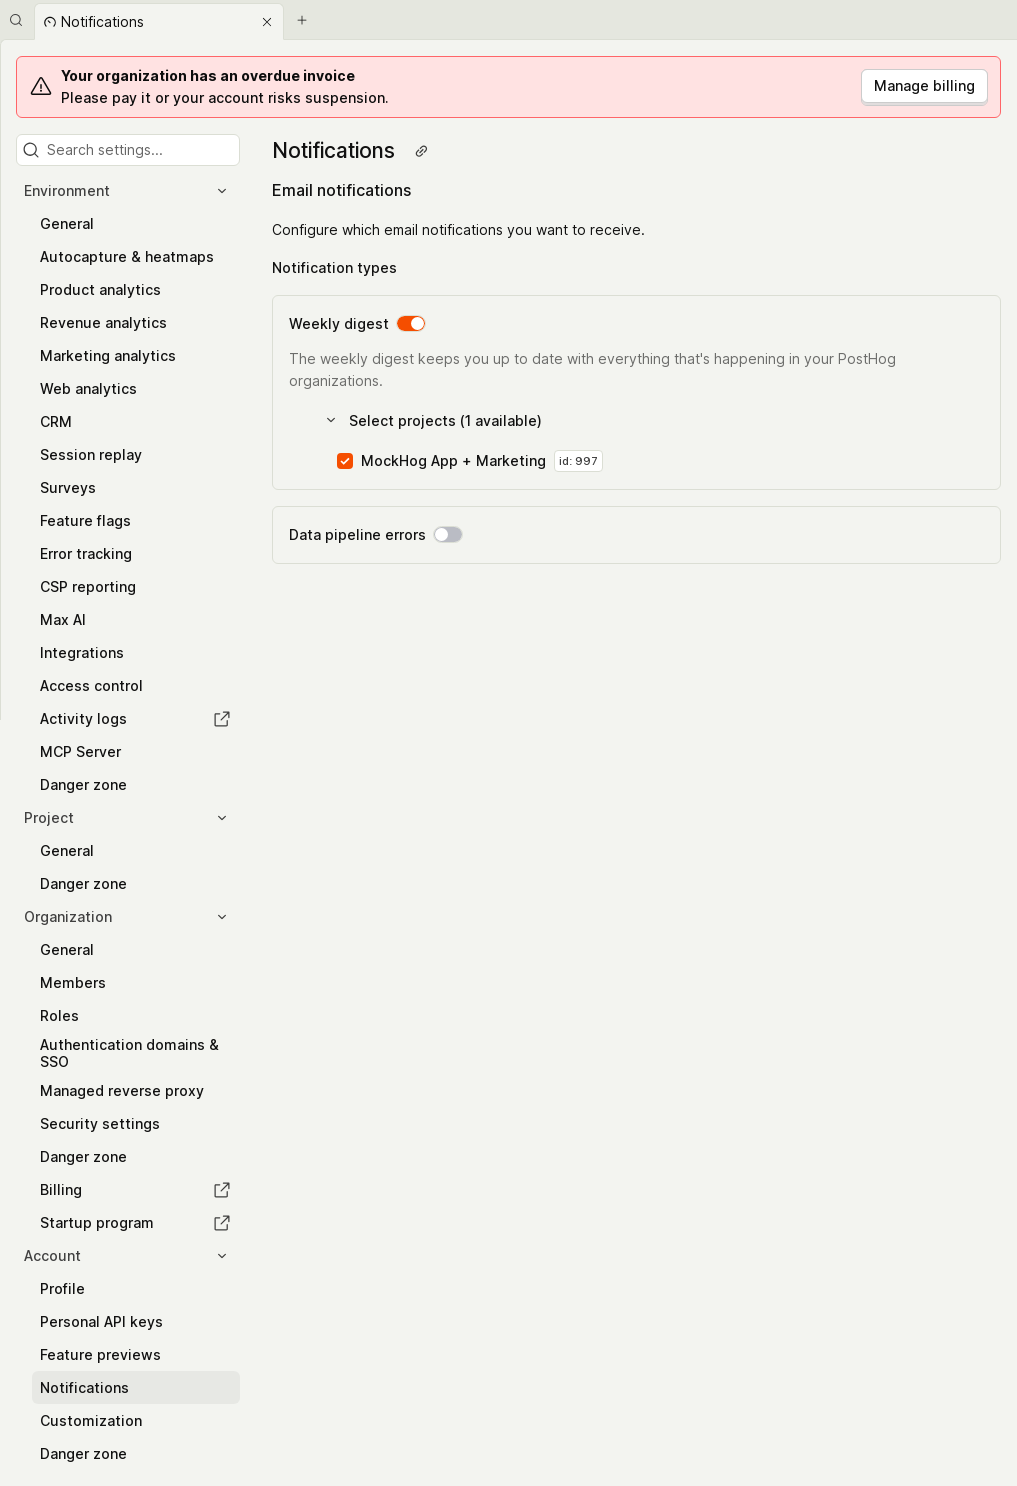 Notifications
Your organization has an overdue invoice
Please pay it or your account risks suspension.
Manage billing
Search settings...
Environment
General
Autocapture & heatmaps
Product analytics
Revenue analytics
Marketing analytics
Web analytics
CRM
Session replay
Surveys
Feature flags
Error tracking
CSP reporting
Max AI
Integrations
Access control
Activity logs
MCP Server
Danger zone
Project
General
Danger zone
Organization
General
Members
Roles
Authentication domains &
SSO
Managed reverse proxy
Security settings
Danger zone
Billing
Startup program
Account
Profile
Personal API keys
Feature previews
Notifications
Customization
Danger zone
Notifications
Email notifications
Configure which email notifications you want to receive.
Notification types
Weekly digest
The weekly digest keeps you up to date with everything that's happening in your PostHog
organizations.
Select projects (1 available)
MockHog App + Marketing id: 997
Data pipeline errors